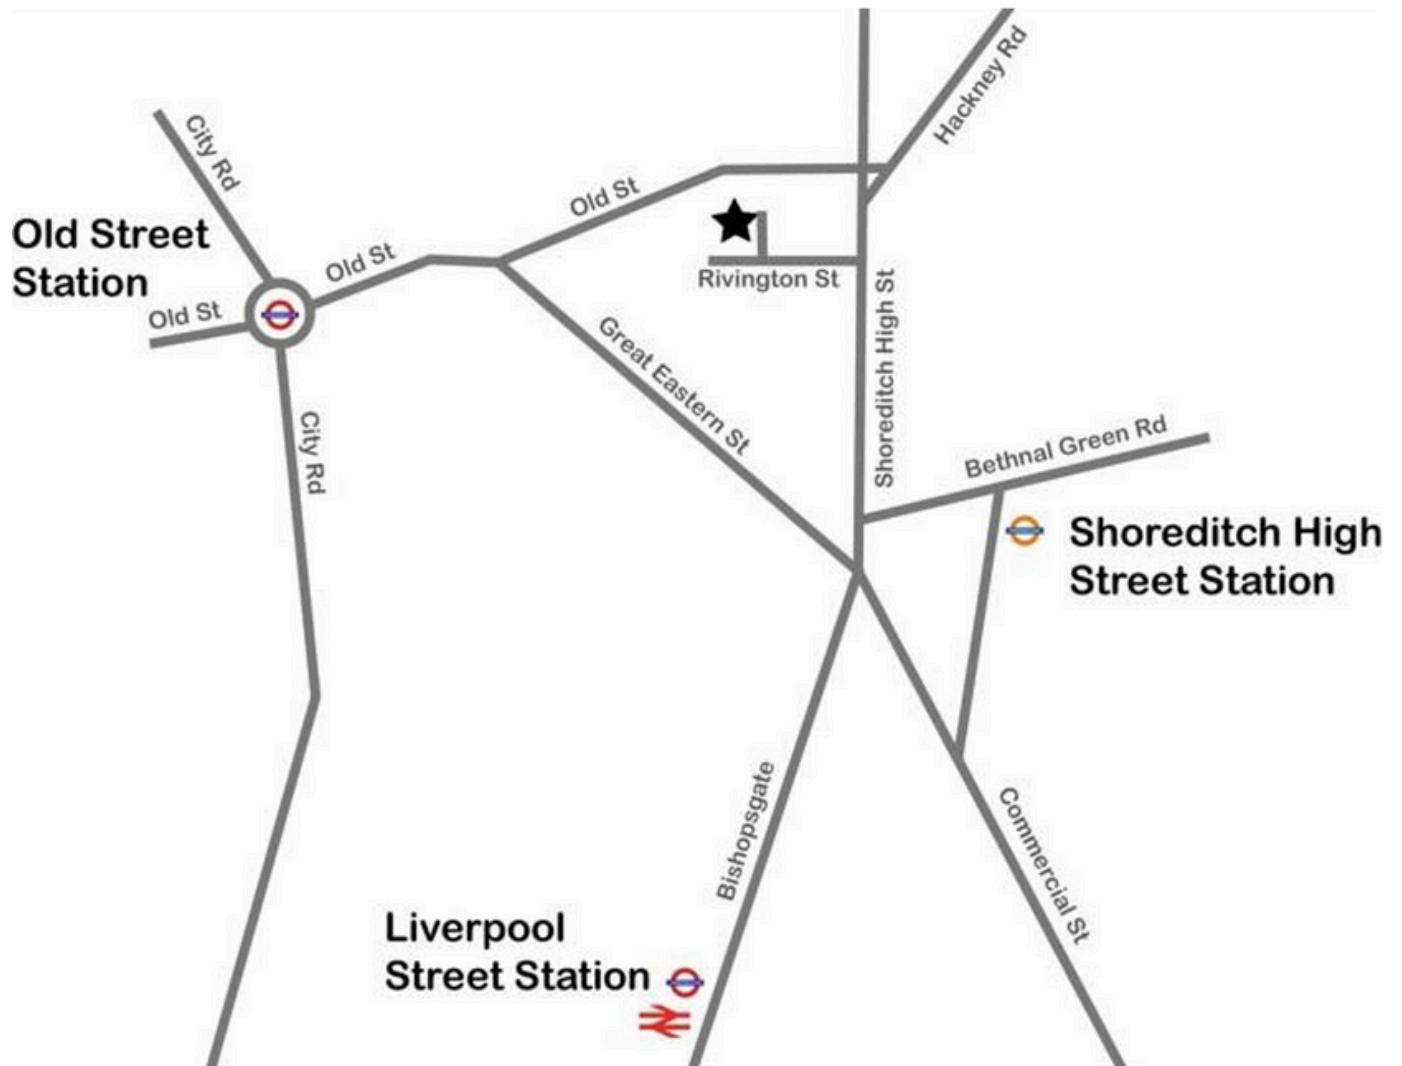 Hackney Rd
City Rd
Old St
Old Street
Station
Old St
Old St
Rivington St
Shoreditch High St
Great Eastern St
City Rd
Bethnal Green Rd
Shoreditch High
Street Station
Bishopsgate
Commercial St
Liverpool
Street Station